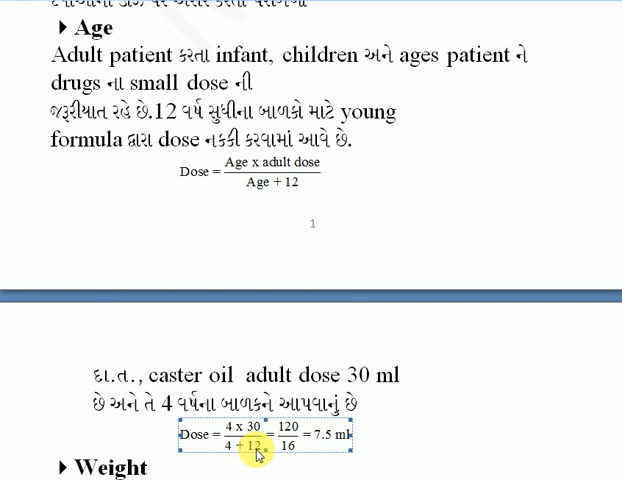 ▸ Age
Adult patient કરતા infant, children અને ages patient ને
drugs ના small dose ની
જરૂરીયાત રહે છે.12 વર્ષ સુધીના બાળકો માટે young
formula દ્વારા dose નકકી કરવામાં આવે છે.
Dose = Age x adult dose / Age + 12
1
દા.ત., caster oil adult dose 30 ml
છે અને તે 4 વર્ષના બાળકને આપવાનું છે
Dose = 4 x 30 / 4 + 12 = 120 / 16 = 7.5 ml
▸ Weight